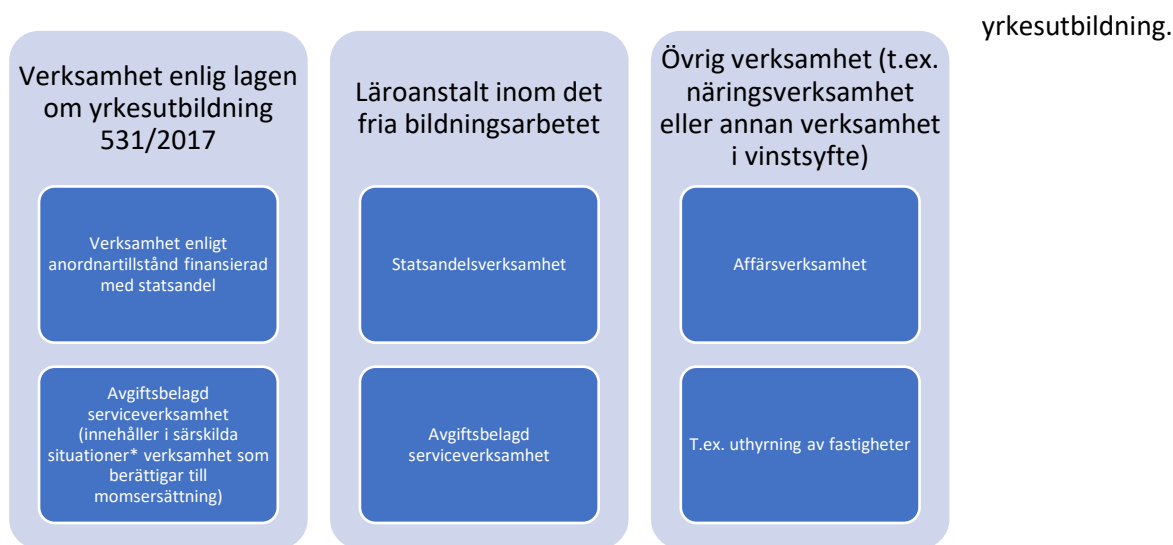 yrkesutbildning.
Verksamhet enlig lagen
om yrkesutbildning
531/2017
Verksamhet enligt
anordnartillstånd finansierad
med statsandel
Avgiftsbelagd
serviceverksamhet
(innehåller i särskilda
situationer* verksamhet som
berättigar till
momsersättning)
Läroanstalt inom det
fria bildningsarbetet
Statsandelsverksamhet
Avgiftsbelagd
serviceverksamhet
Övrig verksamhet (t.ex.
näringsverksamhet
eller annan verksamhet
i vinstsyfte)
Affärsverksamhet
T.ex. uthyrning av fastigheter